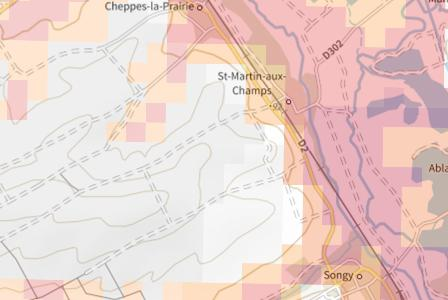 Cheppes-la-Prairie
D302
St-Martin-aux-
Champs
D2
Abla
Songy